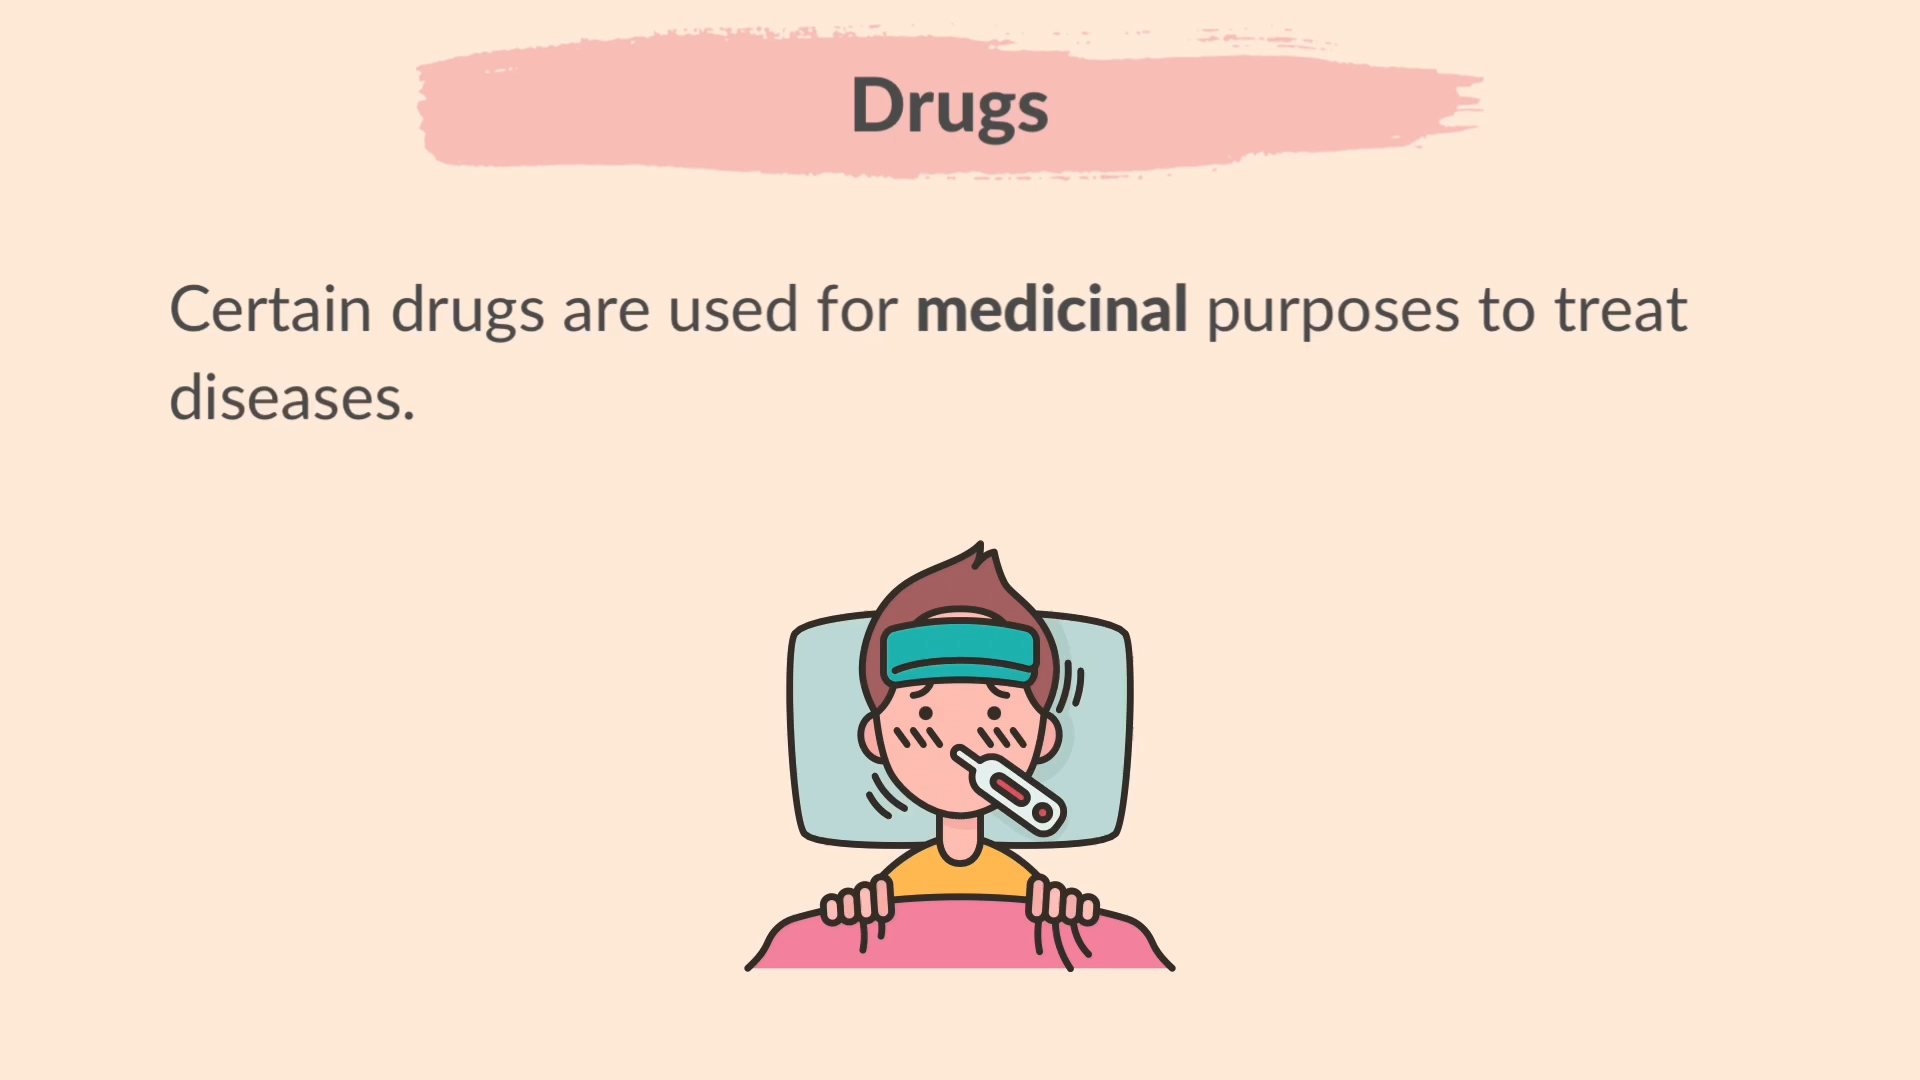 Drugs
Certain drugs are used for medicinal purposes to treat
diseases.